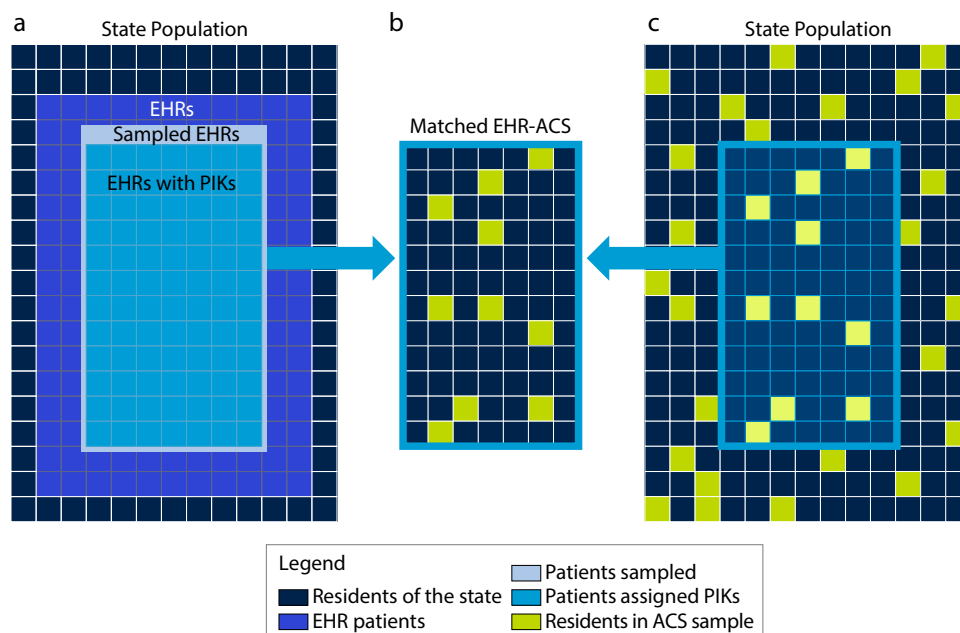 a
State Population
EHRs
Sampled EHRs
EHRs with PIKs
b
Matched EHR-ACS
c
State Population
Legend
Residents of the state
EHR patients
Patients sampled
Patients assigned PIKs
Residents in ACS sample